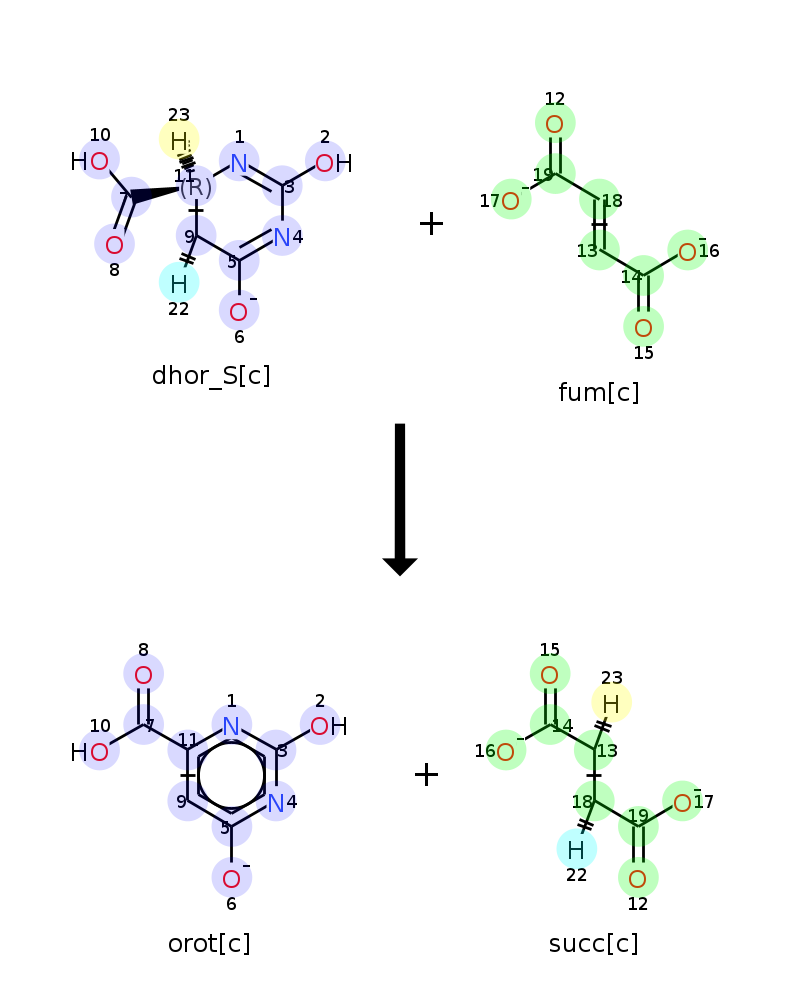 23
10 1 2
H HO N OH
11 (R) 3
7
8 O 9 5 N 4
H O-
22 6
dhor_S[c]
+
12
O
19
17 O- 18
13
14 O- 16
O
15
fum[c]
8
O
7 1 2
10 HO 11 N OH
3
9 N 4
5
O-
6
orot[c]
+
15 23
O H
14
16 O- 13
18 19 O- 17
H O
22 12
succ[c]